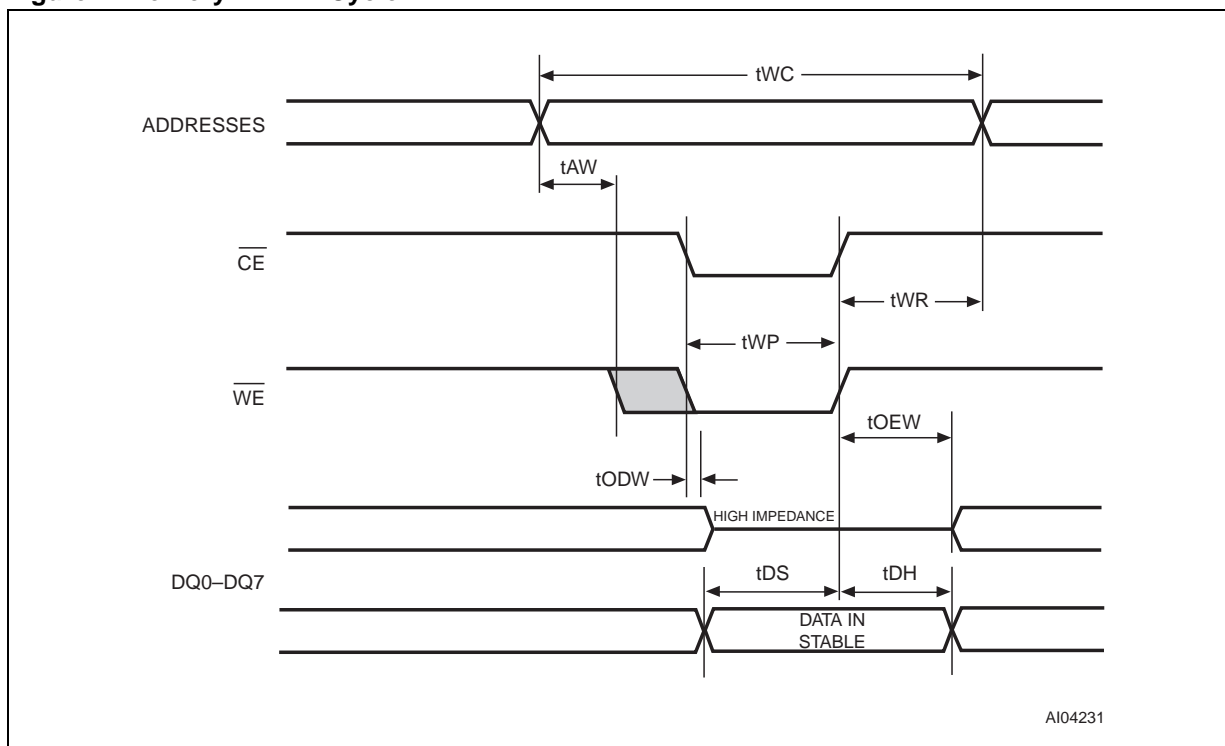 tWC
ADDRESSES
tAW
CE
tWR
tWP
WE
tOEW
tODW
HIGH IMPEDANCE
DQ0–DQ7
tDS
tDH
DATA IN
STABLE
AI04231